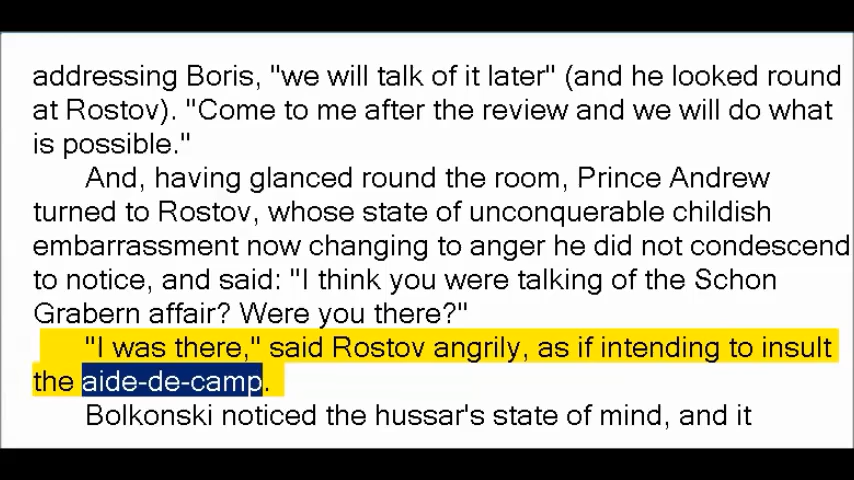 addressing Boris, "we will talk of it later" (and he looked round
at Rostov). "Come to me after the review and we will do what
is possible."
And, having glanced round the room, Prince Andrew
turned to Rostov, whose state of unconquerable childish
embarrassment now changing to anger he did not condescend
to notice, and said: "I think you were talking of the Schon
Grabern affair? Were you there?"
"I was there," said Rostov angrily, as if intending to insult
the aide-de-camp.
Bolkonski noticed the hussar's state of mind, and it